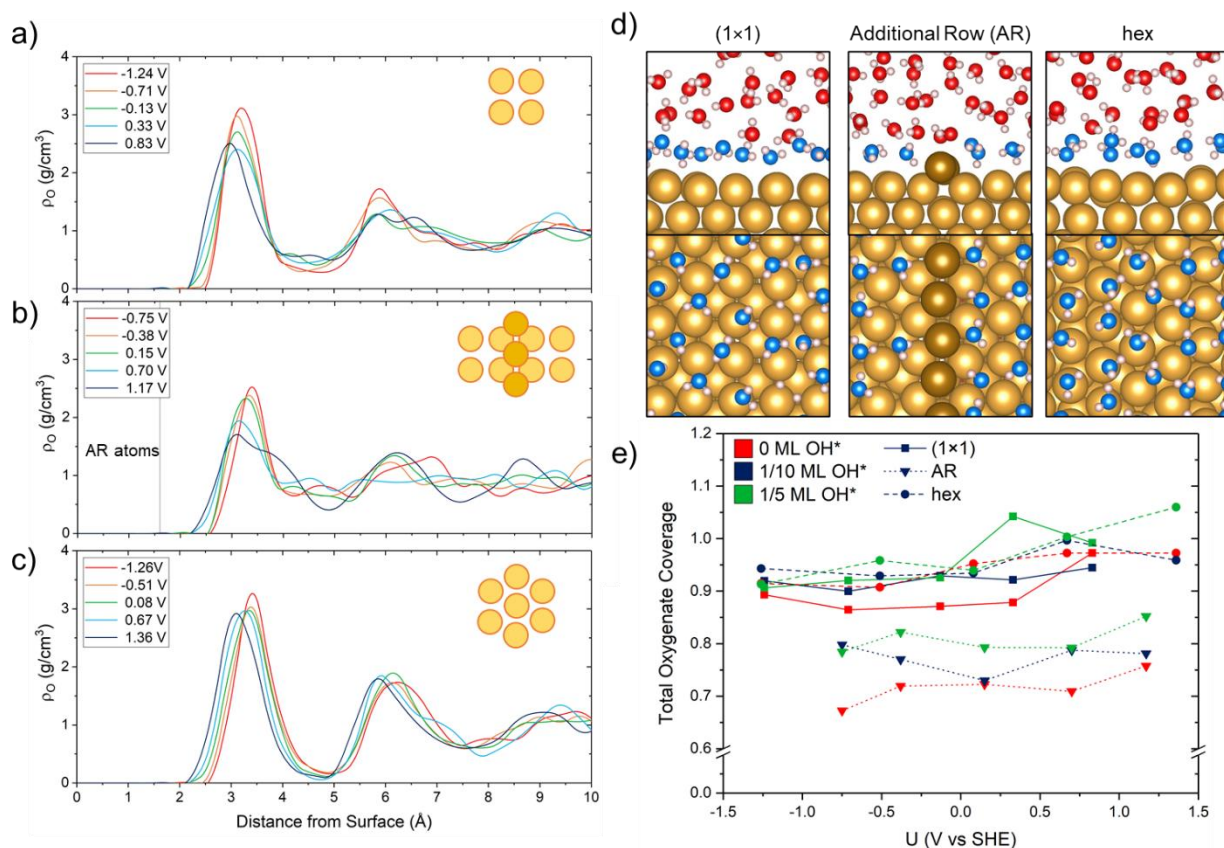 a)
4
3
2
1
0
ρO (g/cm³)
-1.24 V
-0.71 V
-0.13 V
0.33 V
0.83 V
b)
4
3
2
1
0
ρO (g/cm³)
-0.75 V
-0.38 V
0.15 V
0.70 V
1.17 V
AR atoms
c)
4
3
2
1
0
ρO (g/cm³)
-1.26V
-0.51 V
0.08 V
0.67 V
1.36 V
0 1 2 3 4 5 6 7 8 9 10
Distance from Surface (Å)
d)
(1×1) Additional Row (AR) hex
e)
1.2
1.1
1.0
0.9
0.8
0.7
0.6
0.0
Total Oxygenate Coverage
0 ML OH* (1×1)
1/10 ML OH* AR
1/5 ML OH* hex
-1.5 -1.0 -0.5 0.0 0.5 1.0 1.5
U (V vs SHE)